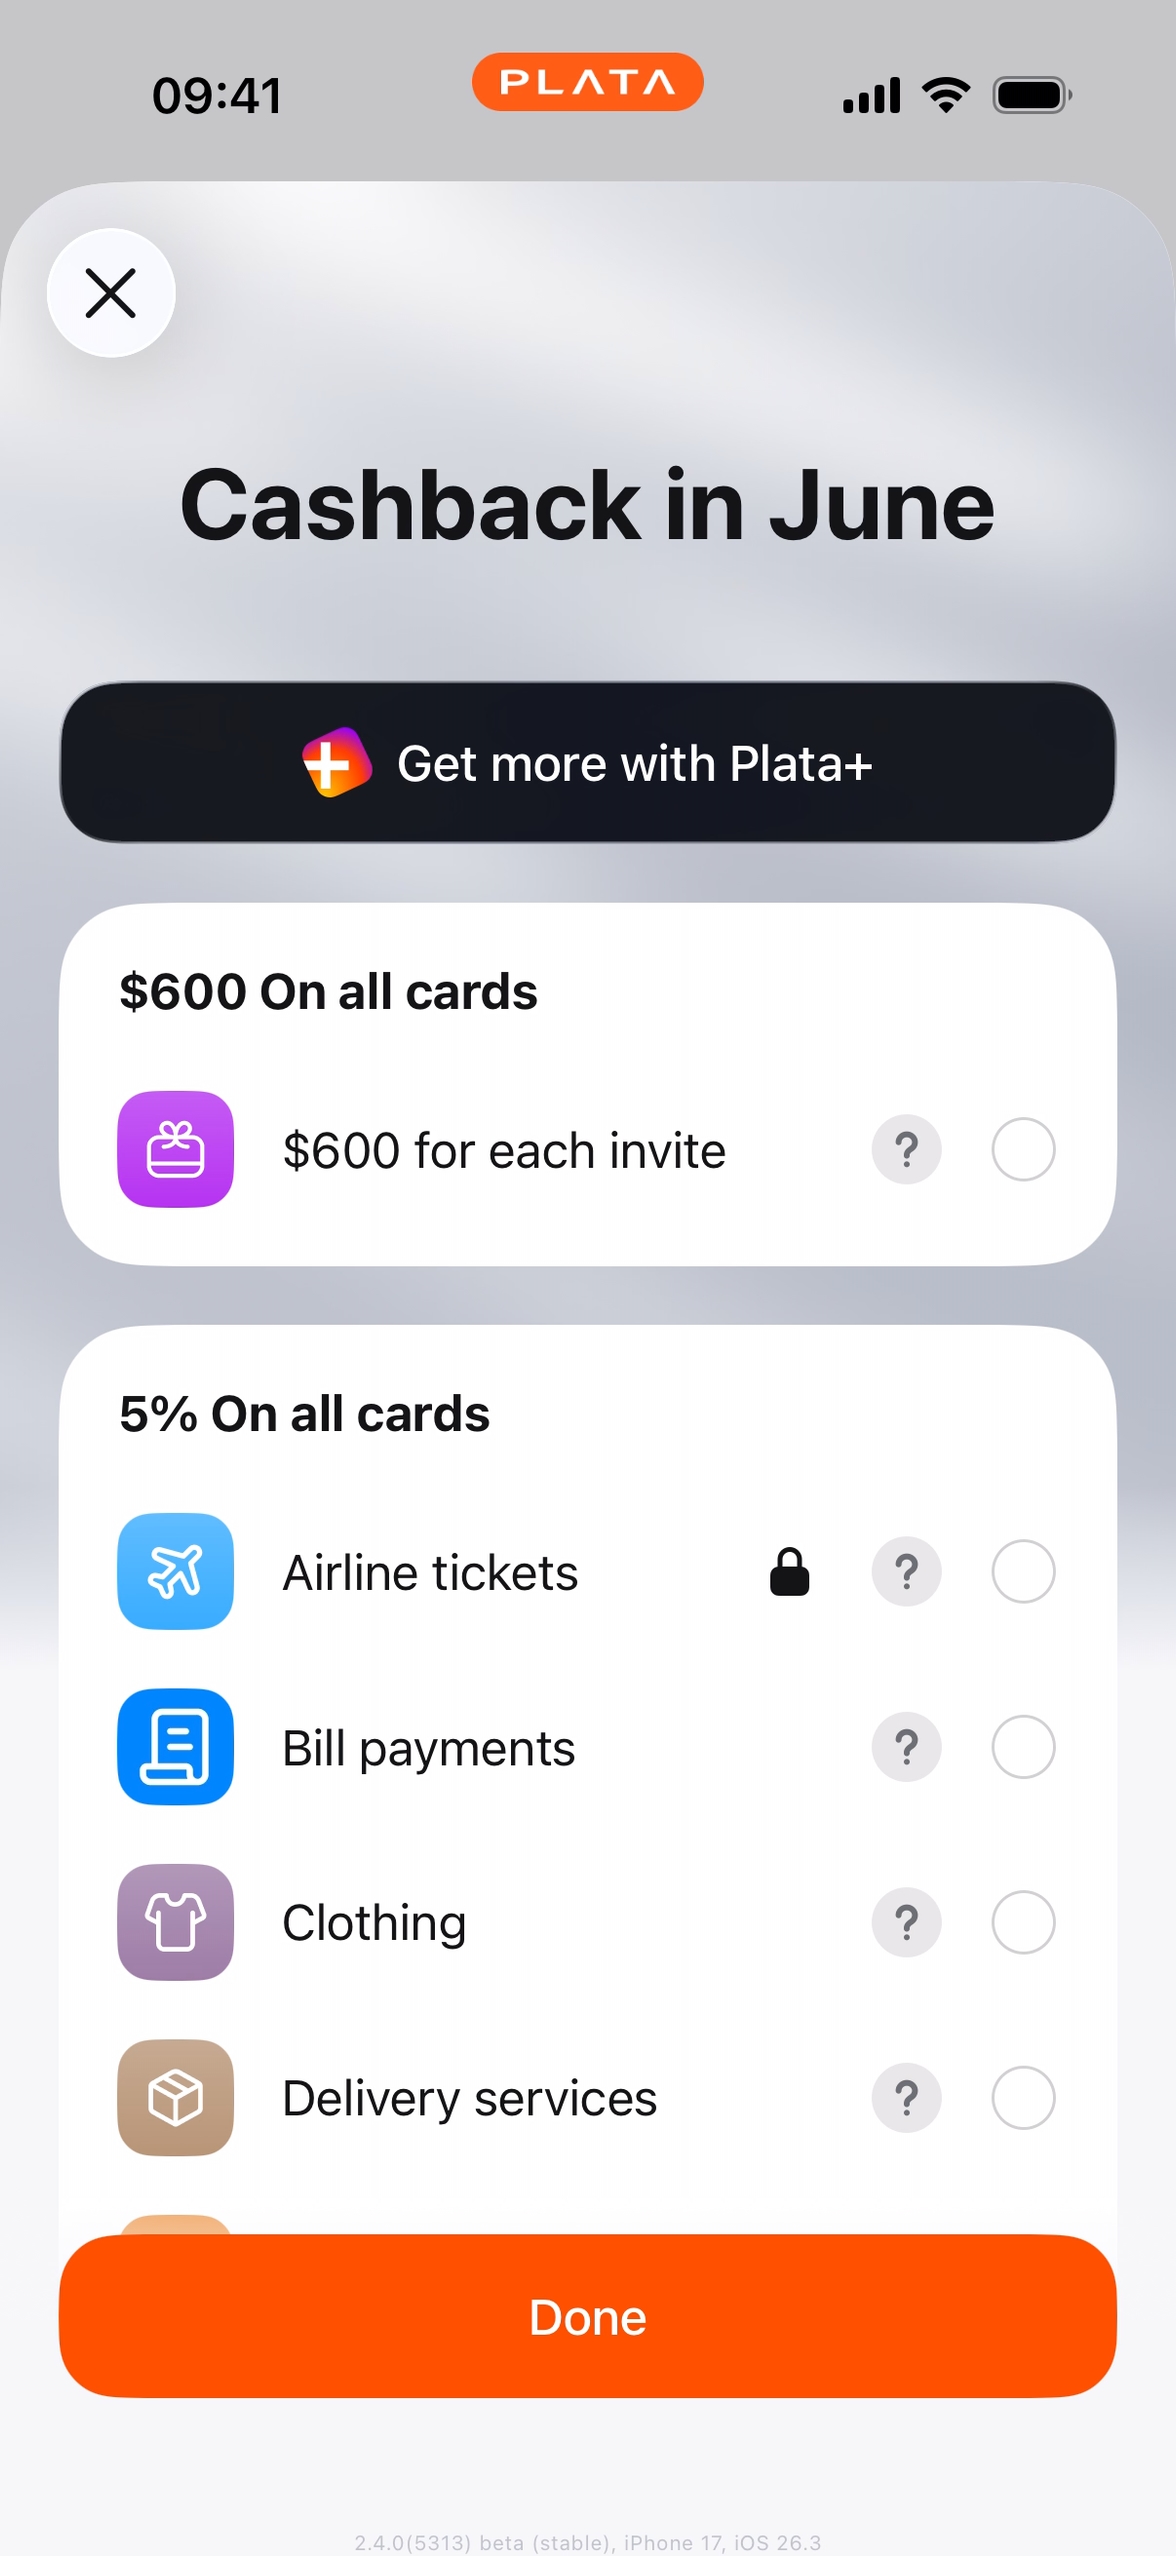 09:41
PLATA
Cashback in June
Get more with Plata+
$600 On all cards
$600 for each invite
?
5% On all cards
Airline tickets
?
Bill payments
?
Clothing
?
Delivery services
?
Done
2.4.0(5313) beta (stable), iPhone 17, iOS 26.3